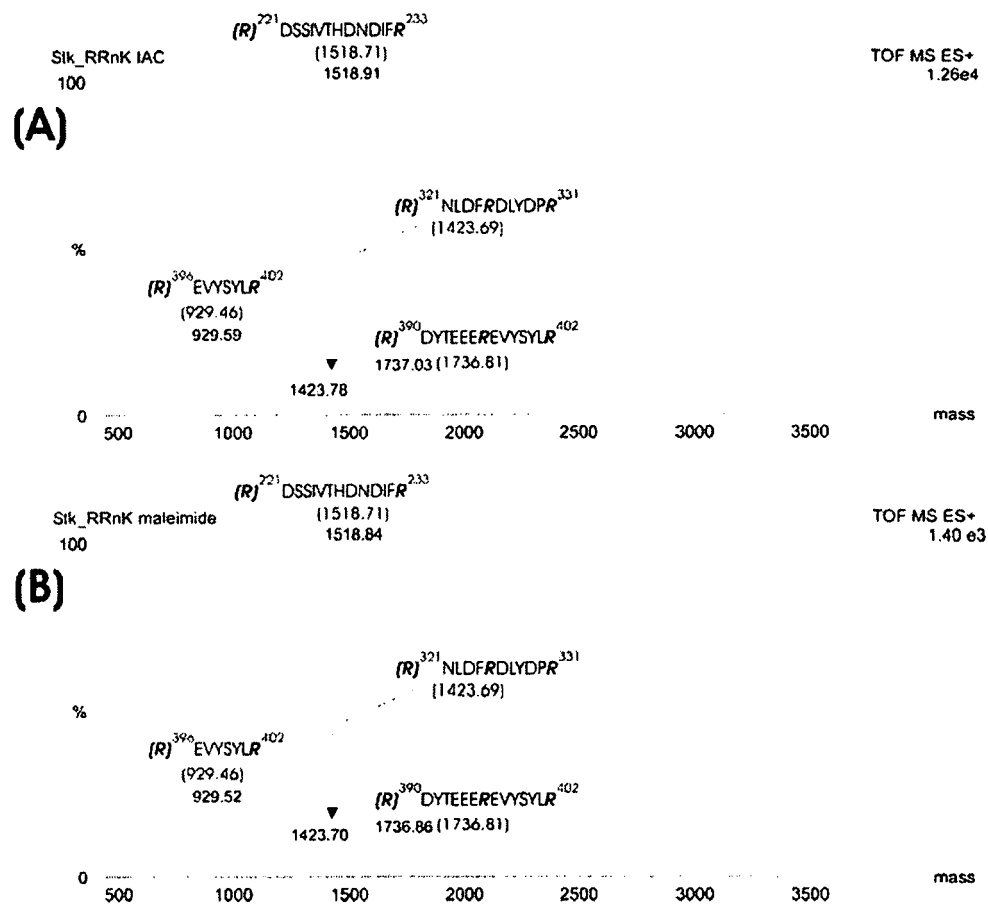 (R)221DSSIVTHDNDIFR233
(1518.71)
1518.91
Slk_RRnK IAC
100
TOF MS ES+
1.26e4
(A)
(R)321NLDFRDLYDPR331
(1423.69)
%
(R)396EVYSYLR402
(929.46)
929.59
(R)390DYTEEEREVYSYLR402
1737.03 (1736.81)
1423.78
0
500 1000 1500 2000 2500 3000 3500
mass
(R)221DSSIVTHDNDIFR233
(1518.71)
1518.84
Slk_RRnK maleimide
100
TOF MS ES+
1.40 e3
(B)
(R)321NLDFRDLYDPR331
(1423.69)
%
(R)396EVYSYLR402
(929.46)
929.52
(R)390DYTEEEREVYSYLR402
1736.86 (1736.81)
1423.70
0
500 1000 1500 2000 2500 3000 3500
mass